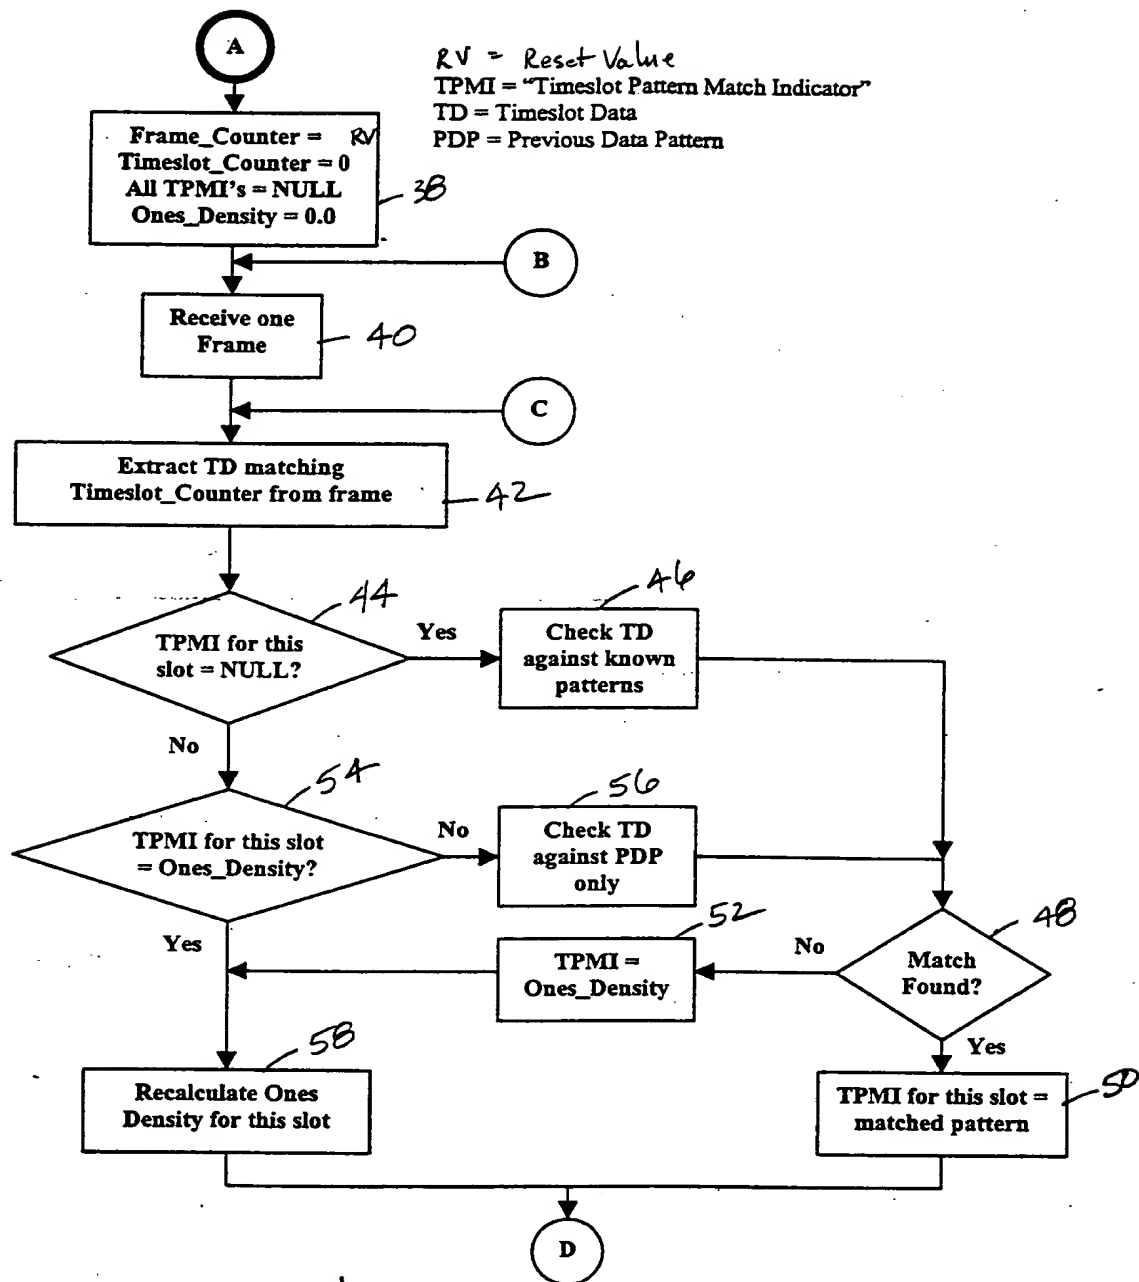 A
RV = Reset Value
TPMI = "Timeslot Pattern Match Indicator"
TD = Timeslot Data
PDP = Previous Data Pattern
Frame_Counter = RV
Timeslot_Counter = 0
All TPMI's = NULL
Ones_Density = 0.0
38
B
Receive one
Frame
40
C
Extract TD matching
Timeslot_Counter from frame
42
44
TPMI for this
slot = NULL?
Yes
46
Check TD
against known
patterns
No
54
TPMI for this slot
= Ones_Density?
No
56
Check TD
against PDP
only
Yes
52
TPMI =
Ones_Density
No
48
Match
Found?
Yes
58
Recalculate Ones
Density for this slot
TPMI for this slot =
matched pattern
50
D